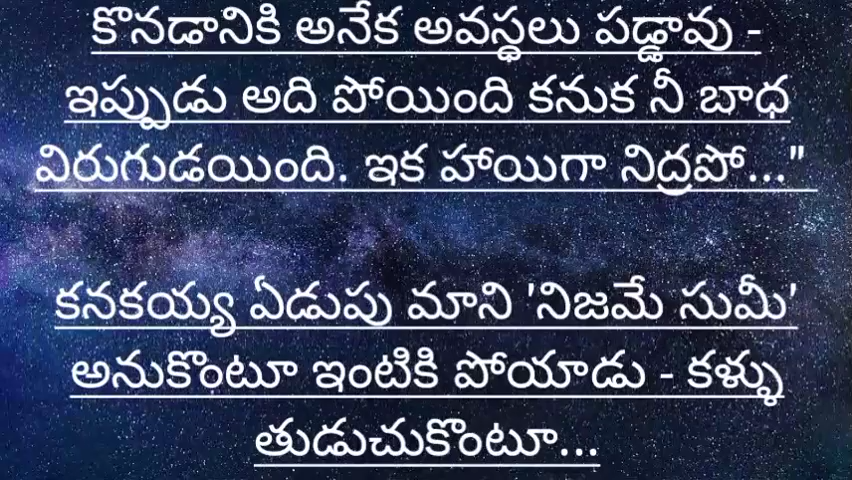 కొనడానికి అనేక అవస్థలు పడ్డావు -
ఇప్పుడు అది పోయింది కనుక నీ బాధ
విరుగుడయింది. ఇక హాయిగా నిద్రపో..."
కనకయ్య ఏడుపు మాని 'నిజమే సుమీ'
అనుకొంటూ ఇంటికి పోయాడు - కళ్ళు
తుడుచుకొంటూ...